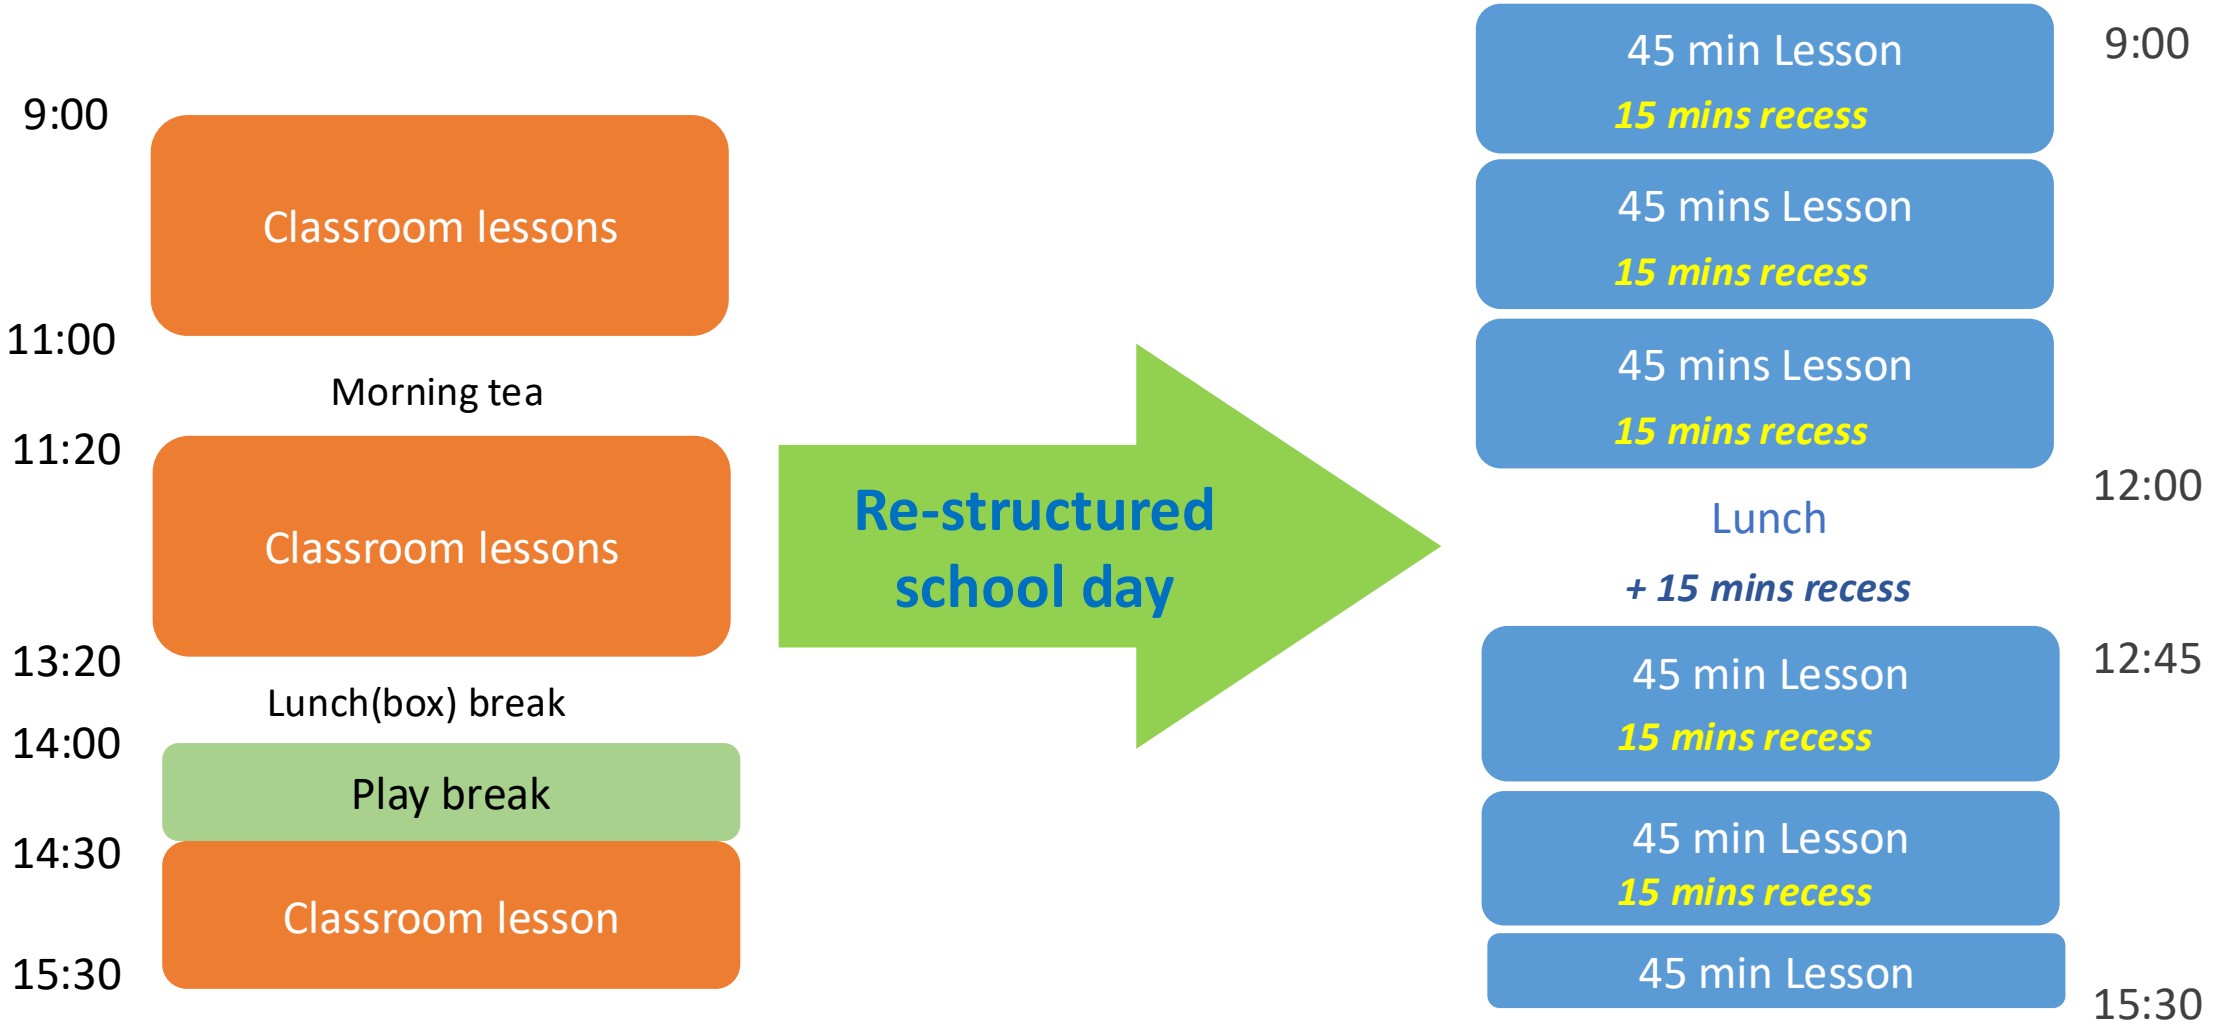 9:00
Classroom lessons
11:00
Morning tea
11:20
Classroom lessons
13:20
Lunch(box) break
14:00
Play break
14:30
Classroom lesson
15:30
Re-structured
school day
45 min Lesson
9:00
15 mins recess
45 mins Lesson
15 mins recess
45 mins Lesson
15 mins recess
12:00
Lunch
+ 15 mins recess
12:45
45 min Lesson
15 mins recess
45 min Lesson
15 mins recess
45 min Lesson
15:30